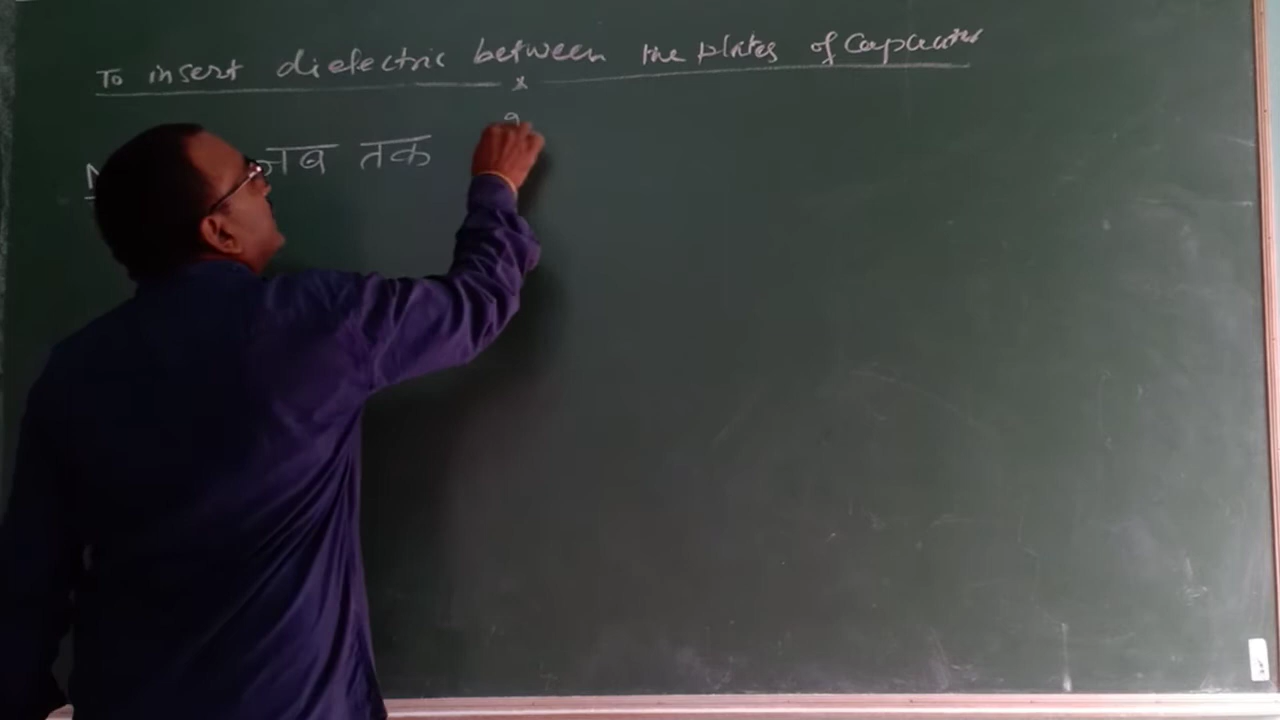 To insert dielectric between the plates of Capacitor
जब तक